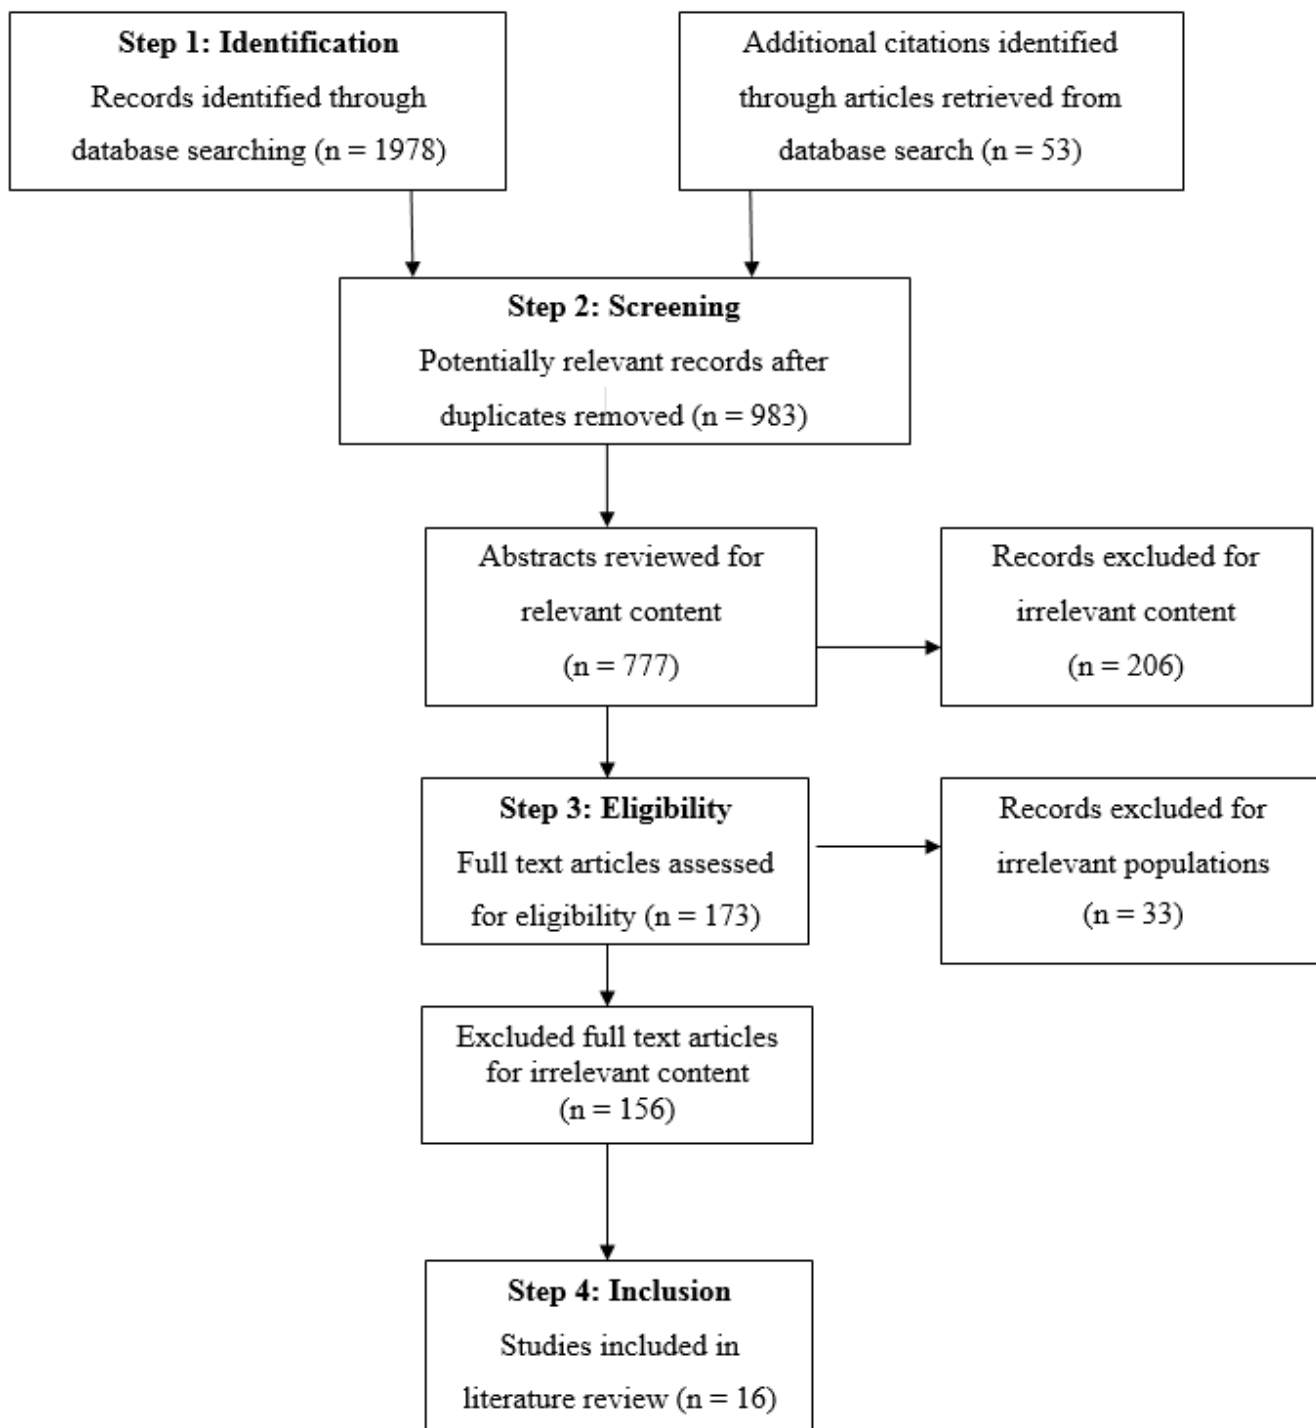 Step 1: Identification
Records identified through
database searching (n = 1978)
Additional citations identified
through articles retrieved from
database search (n = 53)
Step 2: Screening
Potentially relevant records after
duplicates removed (n = 983)
Abstracts reviewed for
relevant content
(n = 777)
Records excluded for
irrelevant content
(n = 206)
Step 3: Eligibility
Full text articles assessed
for eligibility (n = 173)
Records excluded for
irrelevant populations
(n = 33)
Excluded full text articles
for irrelevant content
(n = 156)
Step 4: Inclusion
Studies included in
literature review (n = 16)